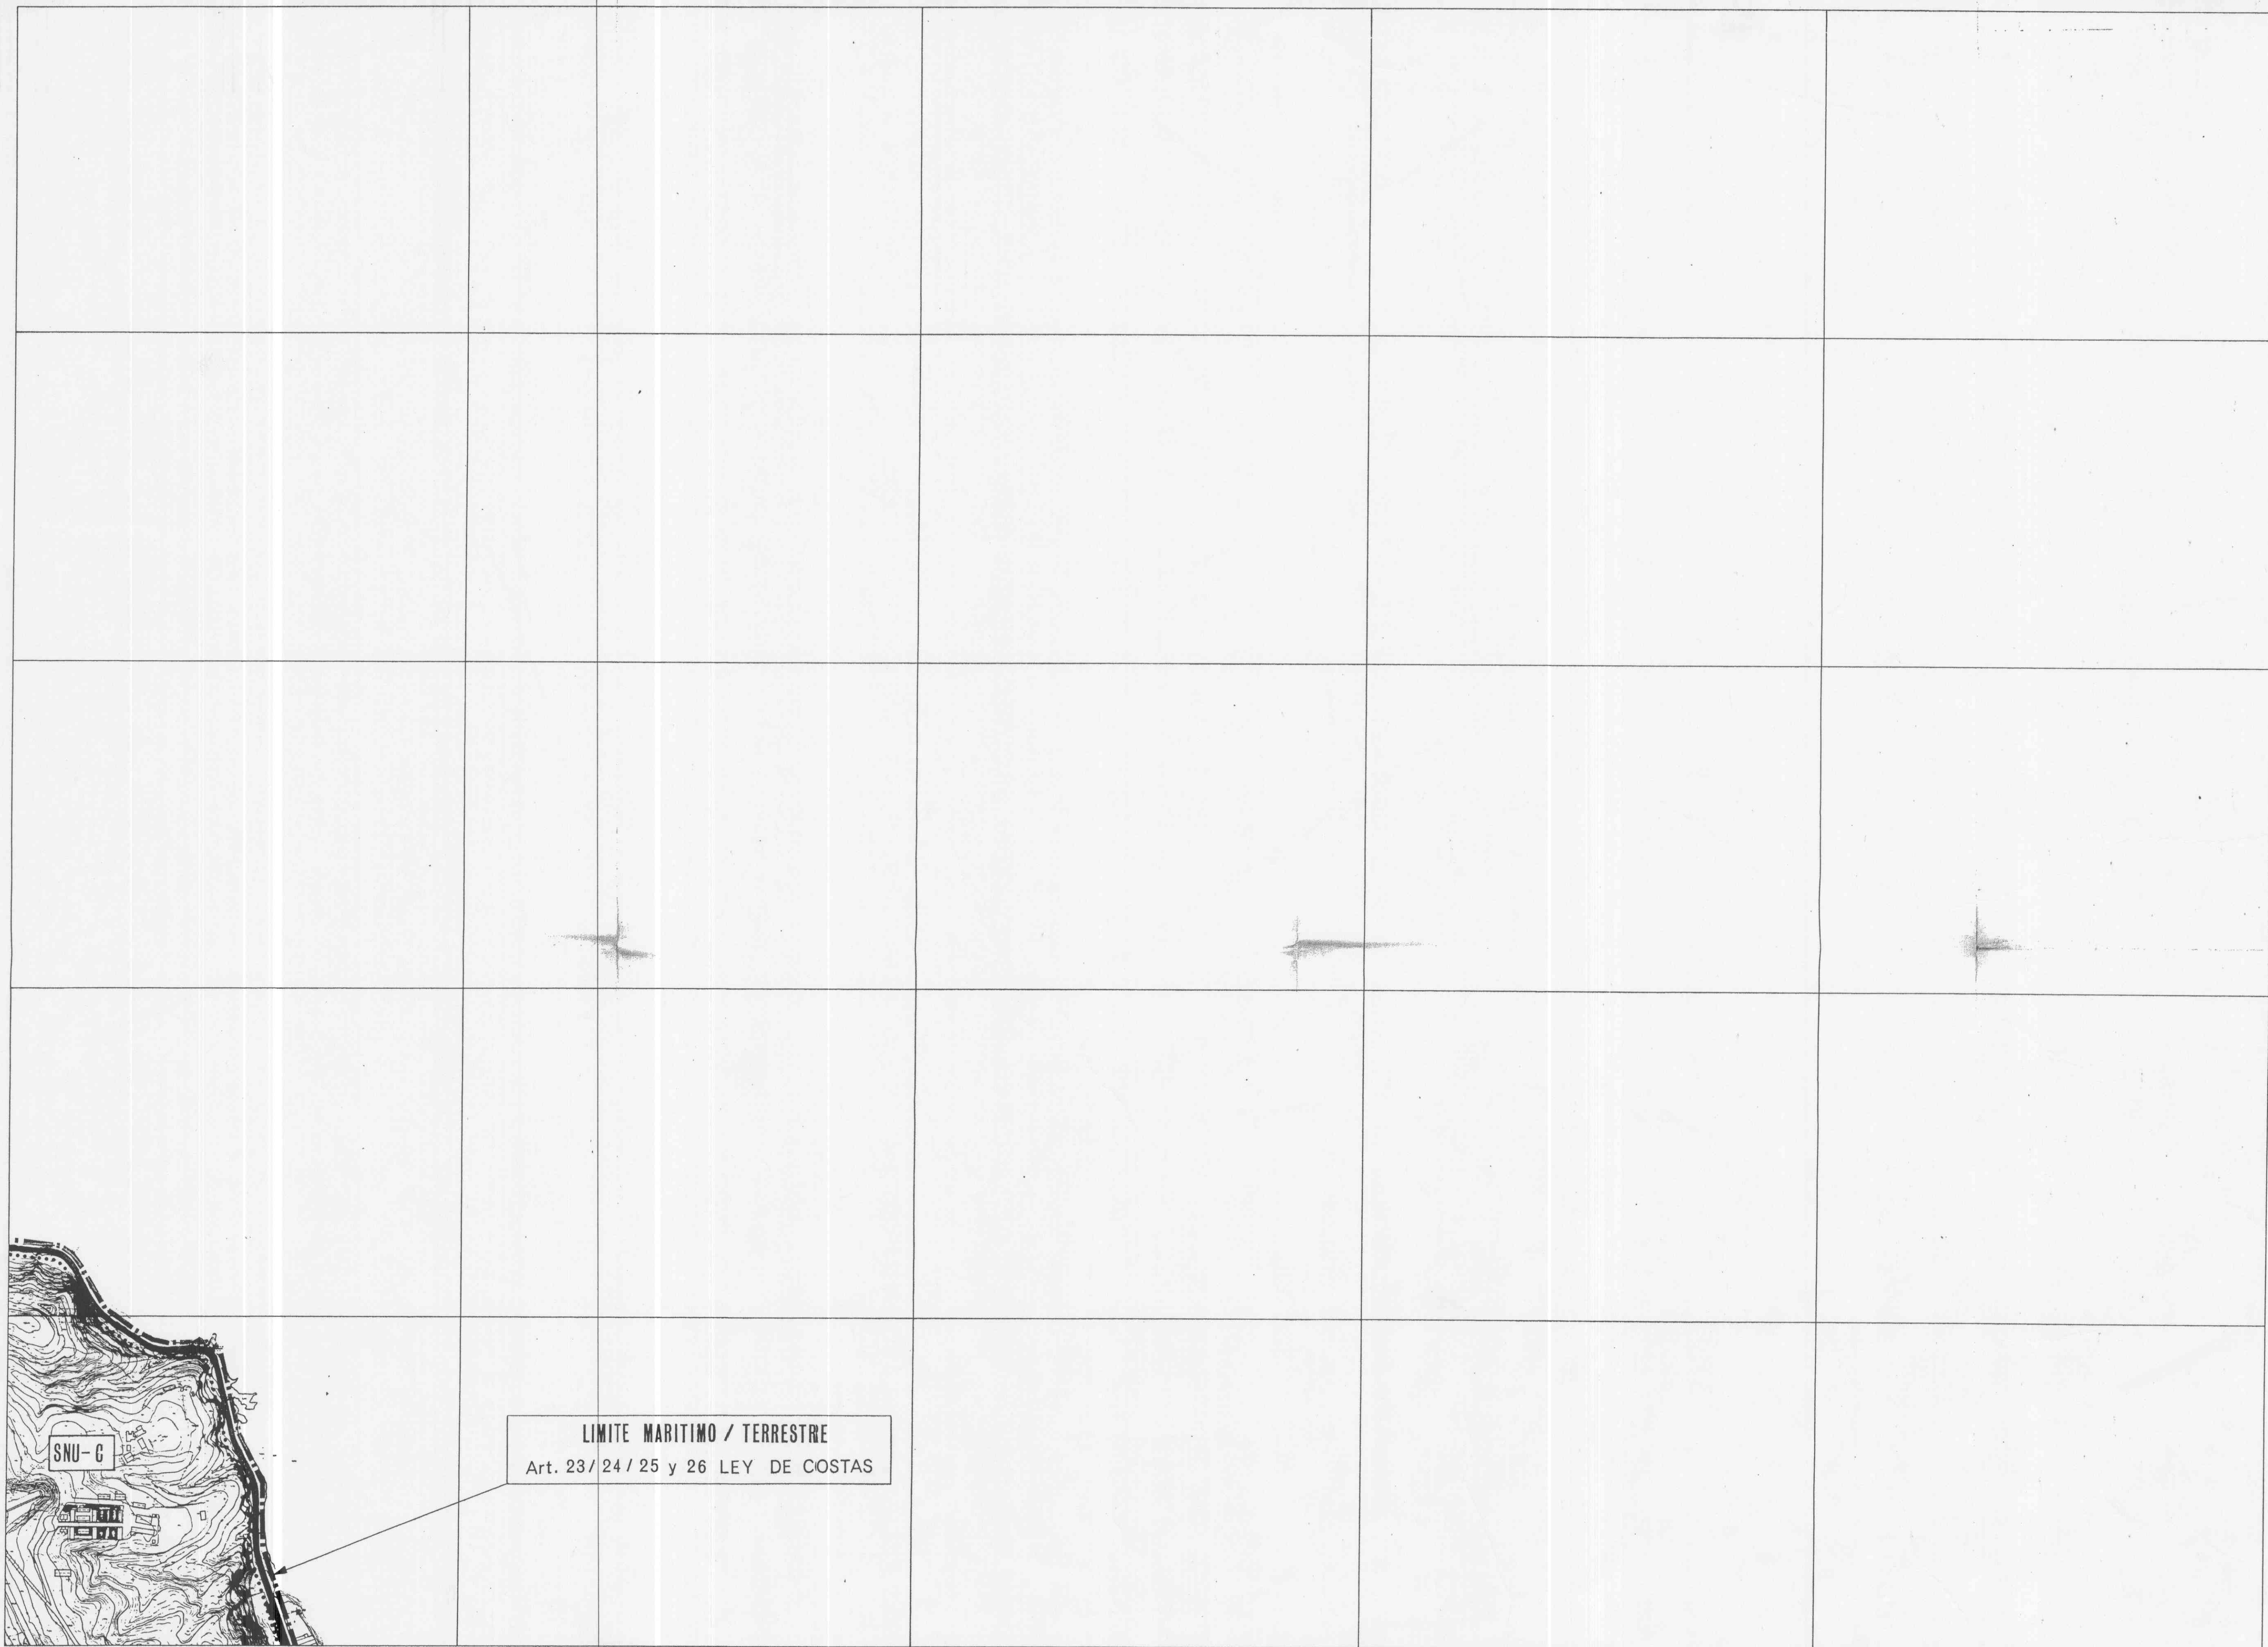 SNU-C
LIMITE MARITIMO / TERRESTRE
Art. 23/24/25 y 26 LEY DE COSTAS